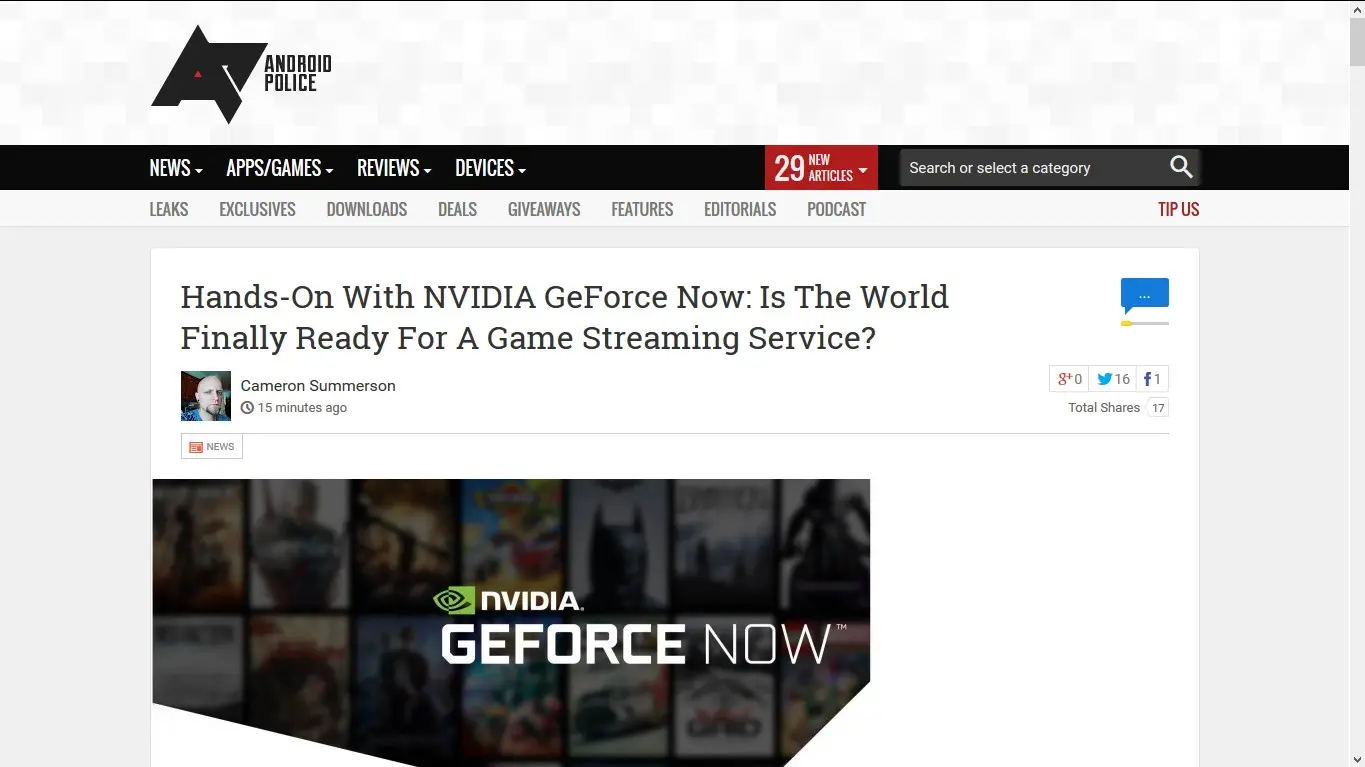 ANDROID
POLICE
NEWS APPS/GAMES REVIEWS DEVICES
29 NEW
ARTICLES
Search or select a category
LEAKS EXCLUSIVES DOWNLOADS DEALS GIVEAWAYS FEATURES EDITORIALS PODCAST TIP US
Hands-On With NVIDIA GeForce Now: Is The World
Finally Ready For A Game Streaming Service?
...
Cameron Summerson
15 minutes ago
g+ 0 16 f 1
Total Shares 17
NEWS
NVIDIA.
GEFORCE NOW™
GRID